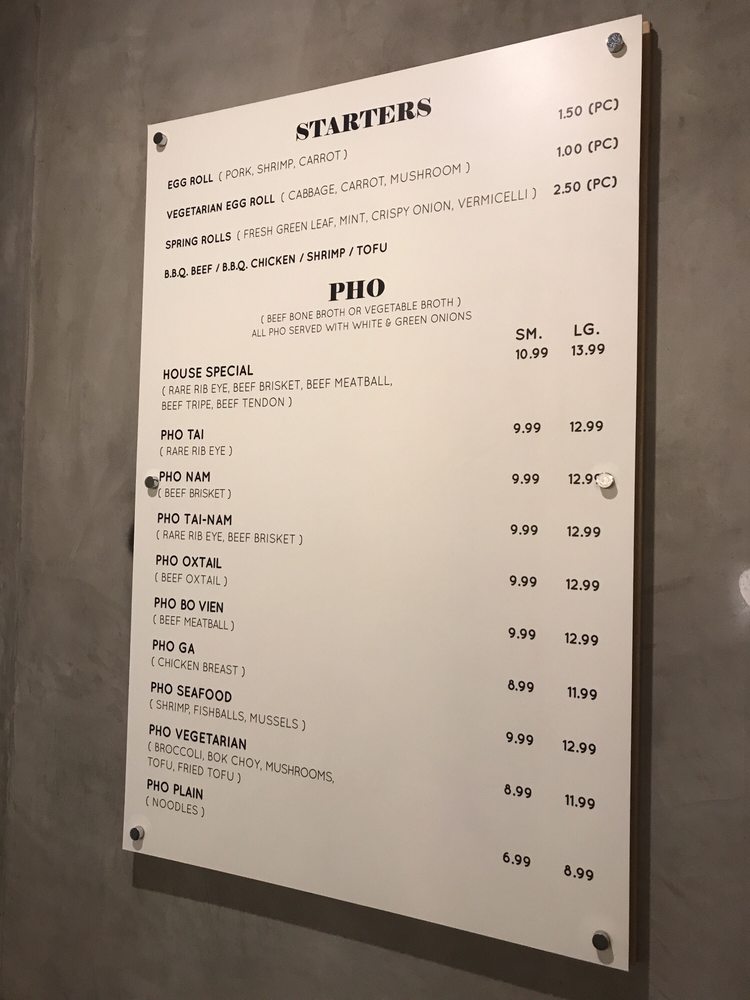 STARTERS
EGG ROLL ( PORK, SHRIMP, CARROT ) 1.50 (PC)
VEGETARIAN EGG ROLL ( CABBAGE, CARROT, MUSHROOM ) 1.00 (PC)
SPRING ROLLS ( FRESH GREEN LEAF, MINT, CRISPY ONION, VERMICELLI ) 2.50 (PC)
B.B.Q. BEEF / B.B.Q. CHICKEN / SHRIMP / TOFU
PHO
( BEEF BONE BROTH OR VEGETABLE BROTH )
ALL PHO SERVED WITH WHITE & GREEN ONIONS
SM. LG.
HOUSE SPECIAL 10.99 13.99
( RARE RIB EYE, BEEF BRISKET, BEEF MEATBALL,
BEEF TRIPE, BEEF TENDON )
PHO TAI 9.99 12.99
( RARE RIB EYE )
PHO NAM 9.99 12.99
( BEEF BRISKET )
PHO TAI-NAM 9.99 12.99
( RARE RIB EYE, BEEF BRISKET )
PHO OXTAIL 9.99 12.99
( BEEF OXTAIL )
PHO BO VIEN 9.99 12.99
( BEEF MEATBALL )
PHO GA 8.99 11.99
( CHICKEN BREAST )
PHO SEAFOOD 9.99 12.99
( SHRIMP, FISHBALLS, MUSSELS )
PHO VEGETARIAN 8.99 11.99
( BROCCOLI, BOK CHOY, MUSHROOMS,
TOFU, FRIED TOFU )
PHO PLAIN 6.99 8.99
( NOODLES )